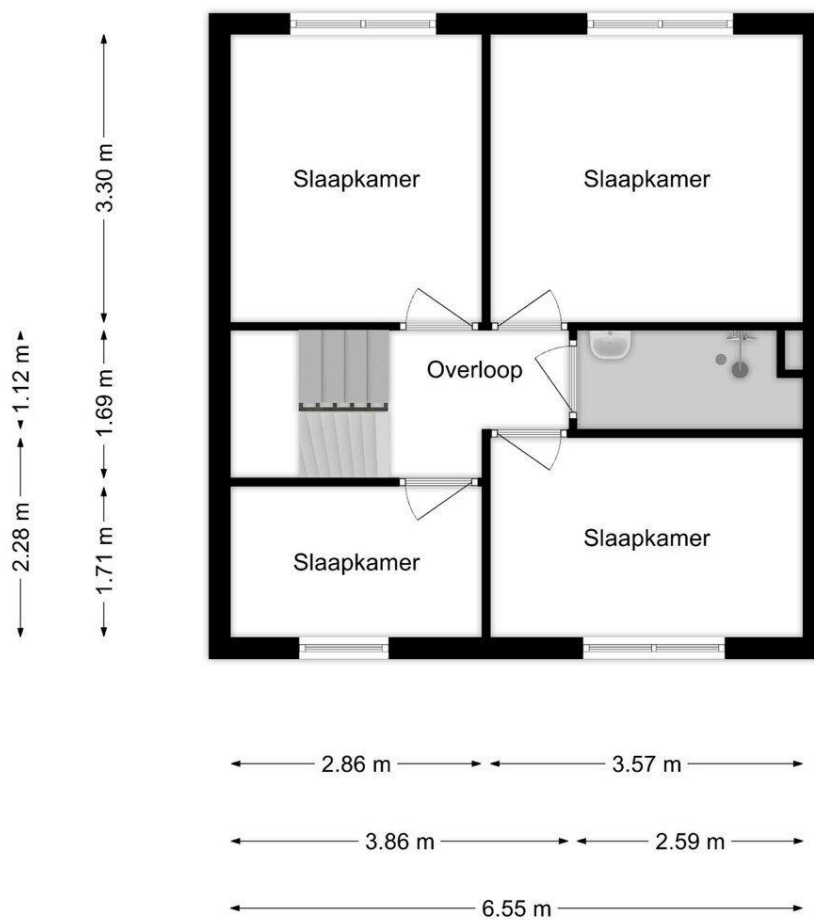 Slaapkamer
Slaapkamer
3.30 m
1.12 m
1.69 m
Overloop
2.28 m
1.71 m
Slaapkamer
Slaapkamer
2.86 m
3.57 m
3.86 m
2.59 m
6.55 m